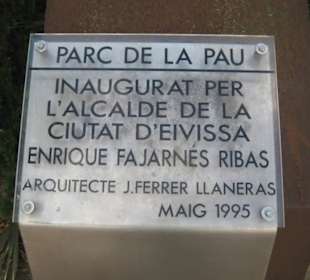 PARC DE LA PAU
INAUGURAT PER
L'ALCALDE DE LA
CIUTAT D'EIVISSA
ENRIQUE FAJARNÉS RIBAS
ARQUITECTE J.FERRER LLANERAS
MAIG 1995